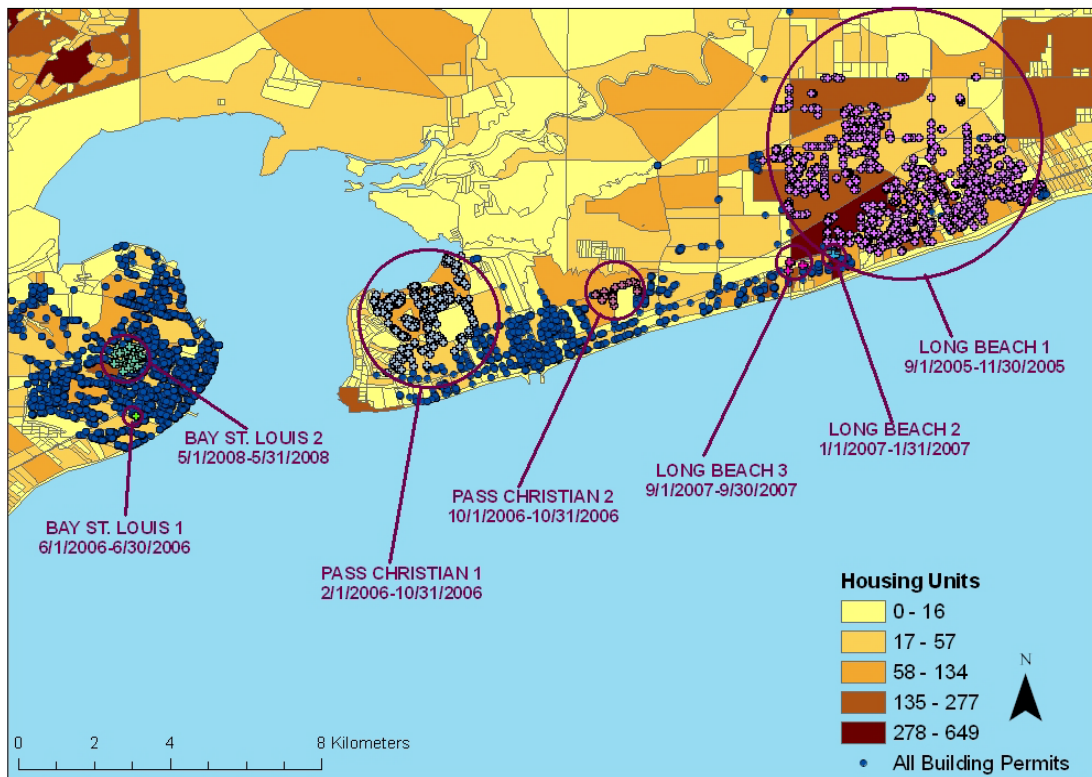 LONG BEACH 1
9/1/2005-11/30/2005
LONG BEACH 2
1/1/2007-1/31/2007
LONG BEACH 3
9/1/2007-9/30/2007
BAY ST. LOUIS 2
5/1/2008-5/31/2008
PASS CHRISTIAN 2
10/1/2006-10/31/2006
BAY ST. LOUIS 1
6/1/2006-6/30/2006
PASS CHRISTIAN 1
2/1/2006-10/31/2006
Housing Units
0 - 16
17 - 57
58 - 134
135 - 277
278 - 649
All Building Permits
N
0 2 4 8 Kilometers